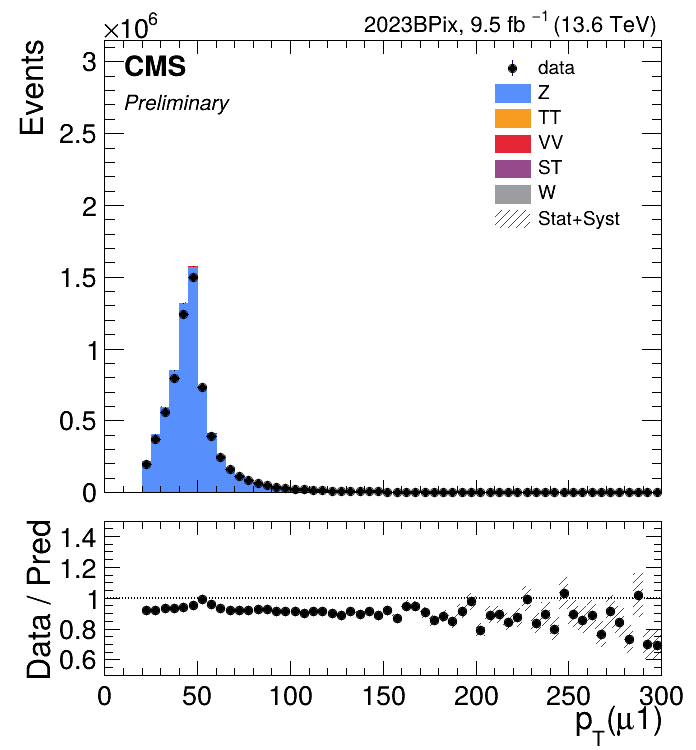 ×10⁶
2023BPix, 9.5 fb⁻¹ (13.6 TeV)
CMS
Preliminary
data
Z
TT
VV
ST
W
Stat+Syst
Events
3
2.5
2
1.5
1
0.5
0
Data / Pred
1.4
1.2
1
0.8
0.6
0 50 100 150 200 250 300
p_T(μ1)